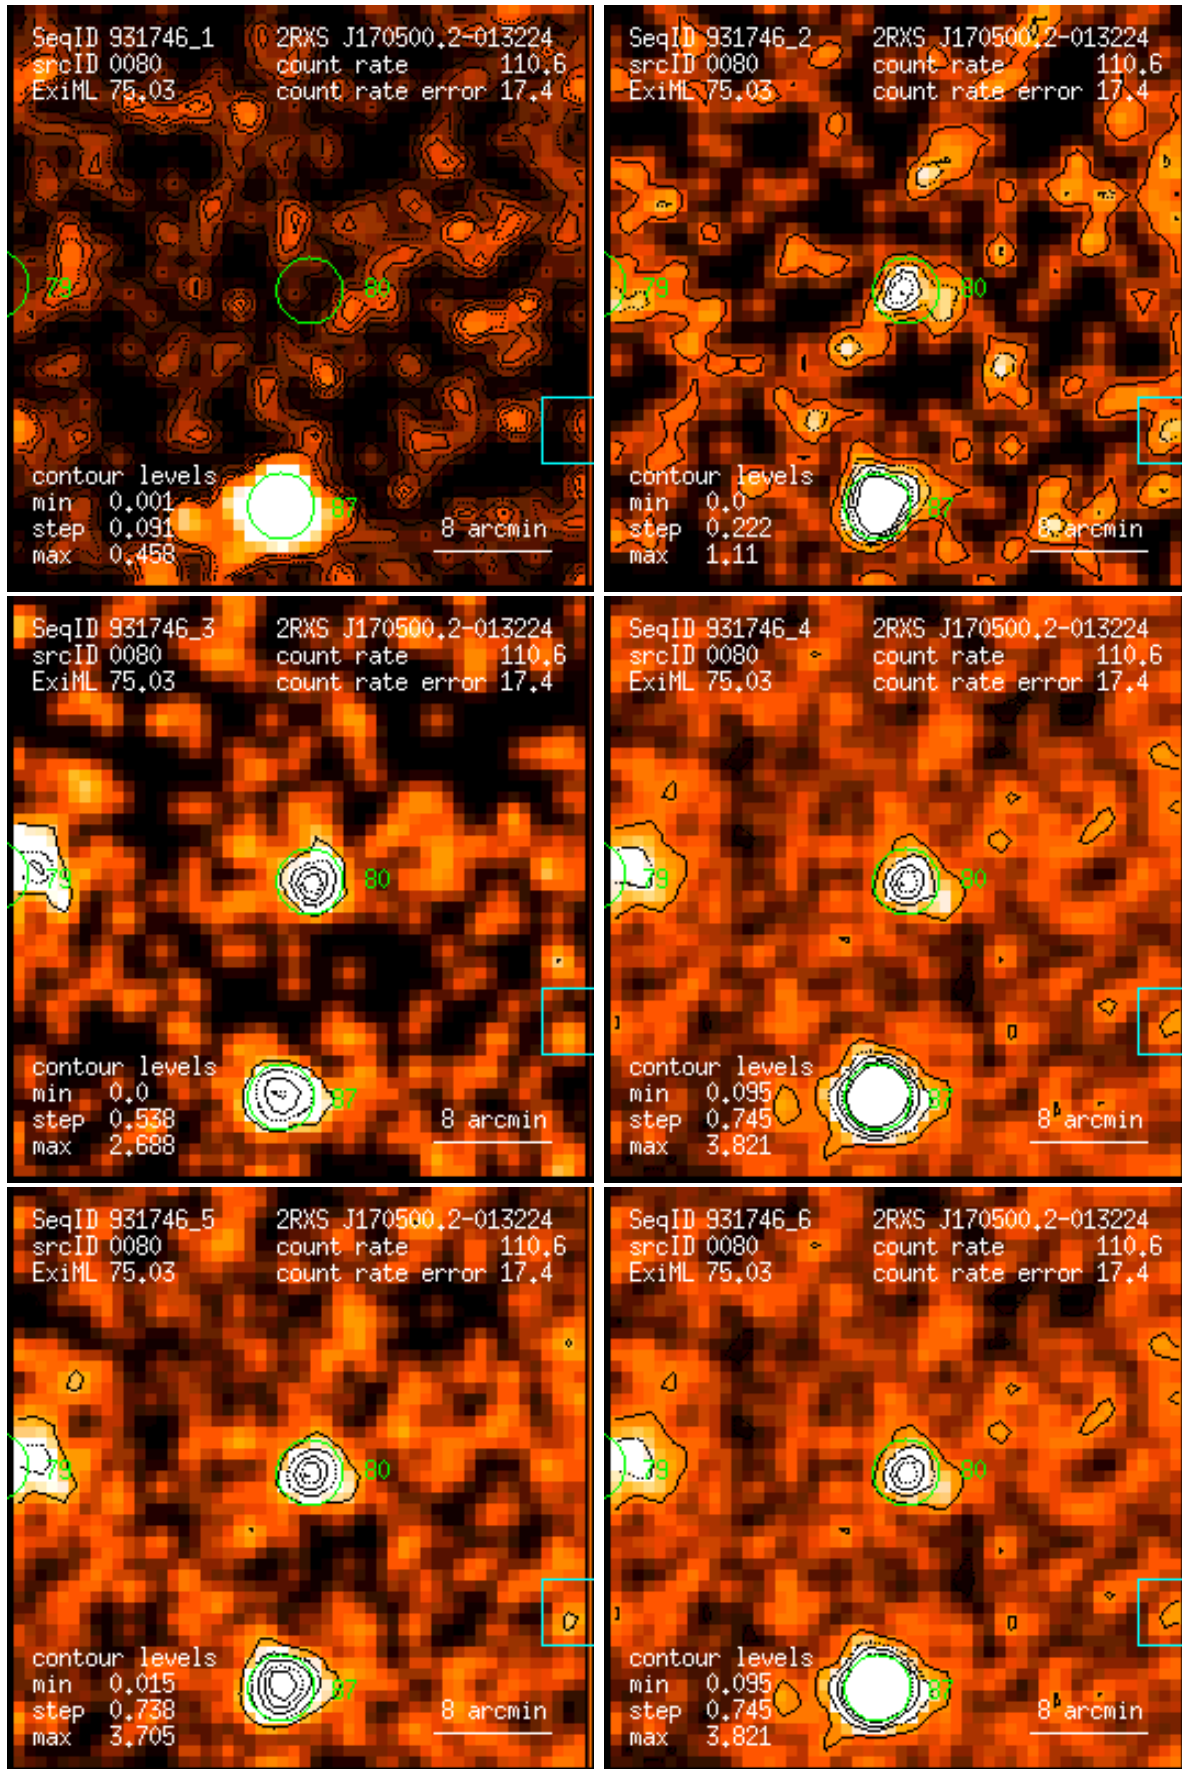 SeqID 931746_1 2RXS J170500.2-013224
srcID 0080 count rate 110.6
ExiML 75.03 count rate error 17.4
79 80
contour levels
min 0.001 87
step 0.091 8 arcmin
max 0.458
SeqID 931746_2 2RXS J170500.2-013224
srcID 0080 count rate 110.6
ExiML 75.03 count rate error 17.4
79 80
contour levels
min 0.0 87
step 0.222 8 arcmin
max 1.11
SeqID 931746_3 2RXS J170500.2-013224
srcID 0080 count rate 110.6
ExiML 75.03 count rate error 17.4
79 80
contour levels
min 0.0 87
step 0.538 8 arcmin
max 2.688
SeqID 931746_4 2RXS J170500.2-013224
srcID 0080 count rate 110.6
ExiML 75.03 count rate error 17.4
79 80
contour levels
min 0.095 87
step 0.745 8 arcmin
max 3.821
SeqID 931746_5 2RXS J170500.2-013224
srcID 0080 count rate 110.6
ExiML 75.03 count rate error 17.4
79 80
contour levels
min 0.015 87
step 0.738 8 arcmin
max 3.705
SeqID 931746_6 2RXS J170500.2-013224
srcID 0080 count rate 110.6
ExiML 75.03 count rate error 17.4
79 80
contour levels
min 0.095 87
step 0.745 8 arcmin
max 3.821